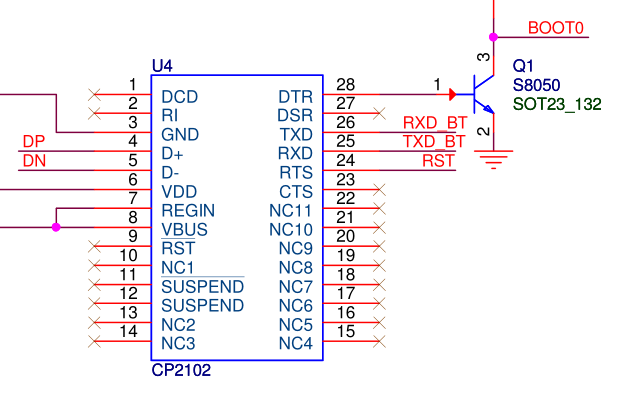 BOOT0
U4
Q1
S8050
SOT23_132
3
1
2
1 DCD DTR 28
2 RI DSR 27
3 GND TXD 26 RXD_BT
DP 4 D+ RXD 25 TXD_BT
DN 5 D- RTS 24 RST
6 VDD CTS 23
7 REGIN NC11 22
8 VBUS NC10 21
9 RST NC9 20
10 NC1 NC8 19
11 SUSPEND NC7 18
12 SUSPEND NC6 17
13 NC2 NC5 16
14 NC3 NC4 15
CP2102